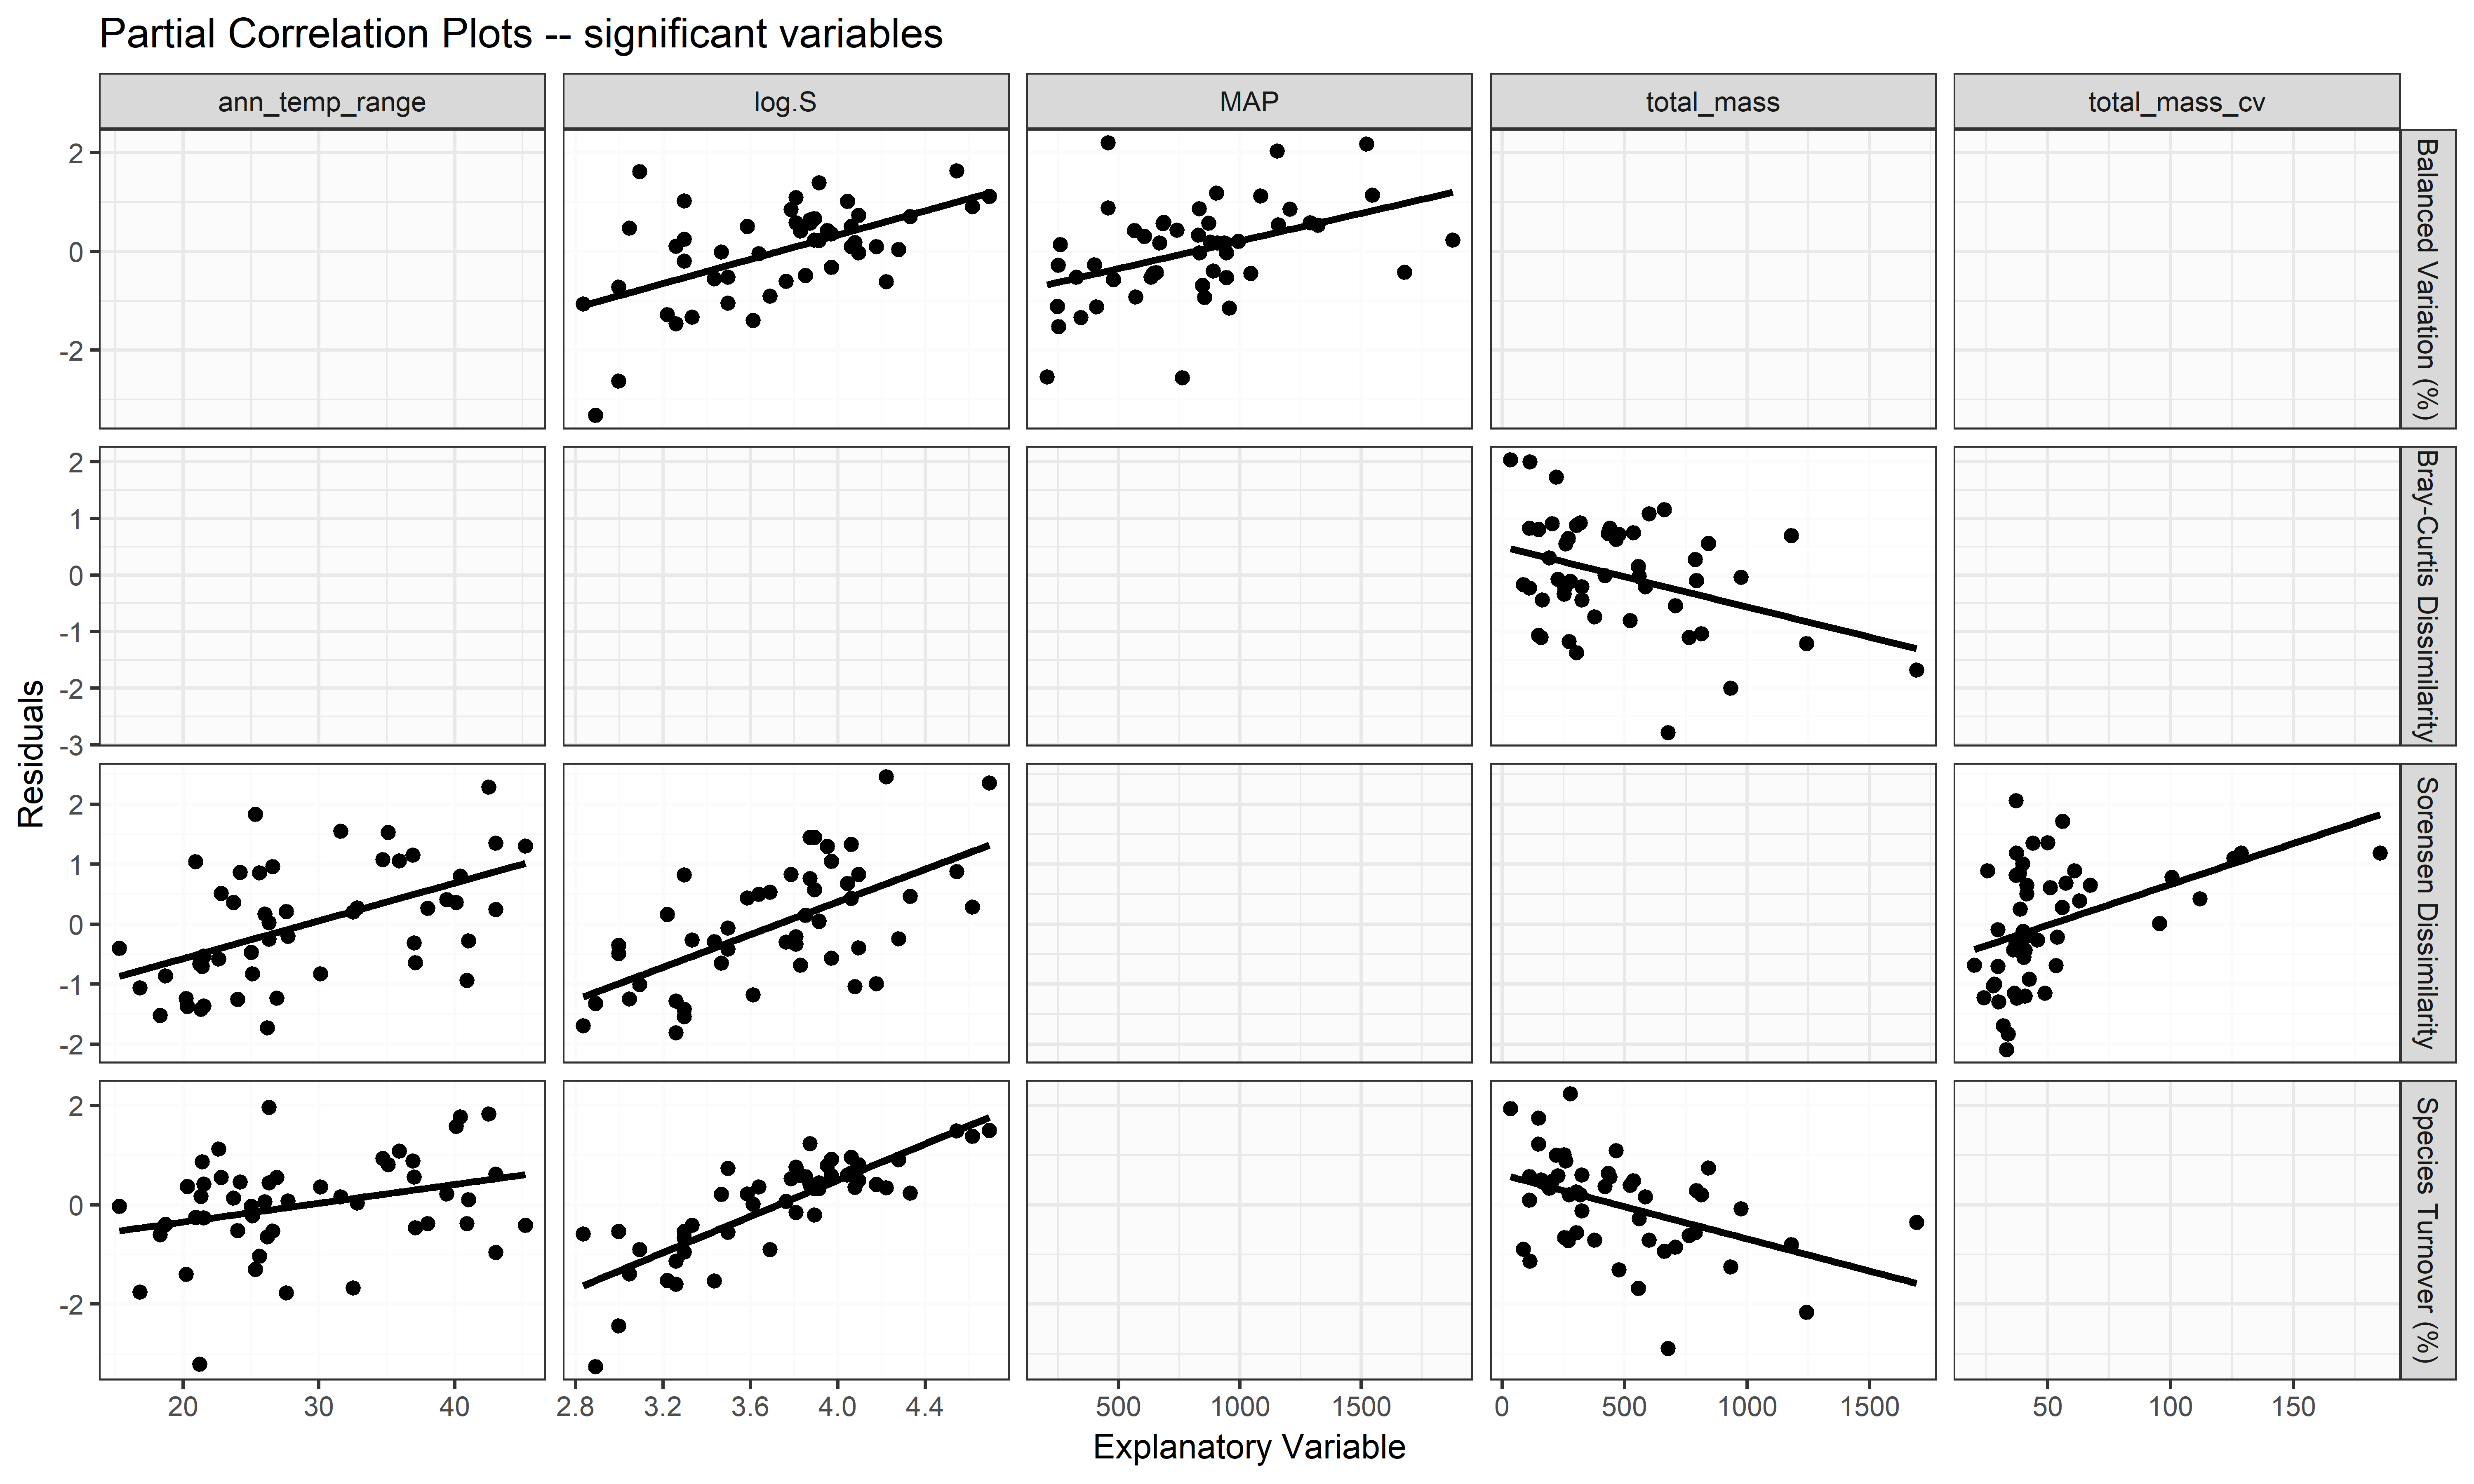 Partial Correlation Plots -- significant variables
ann_temp_range
log.S
MAP
total_mass
total_mass_cv
2
0
-2
Balanced Variation (%)
2
1
0
-1
-2
-3
Bray-Curtis Dissimilarity
Residuals
2
1
0
-1
-2
Sorensen Dissimilarity
2
0
-2
Species Turnover (%)
20 30 40
2.8 3.2 3.6 4.0 4.4
500 1000 1500
0 500 1000 1500
50 100 150
Explanatory Variable